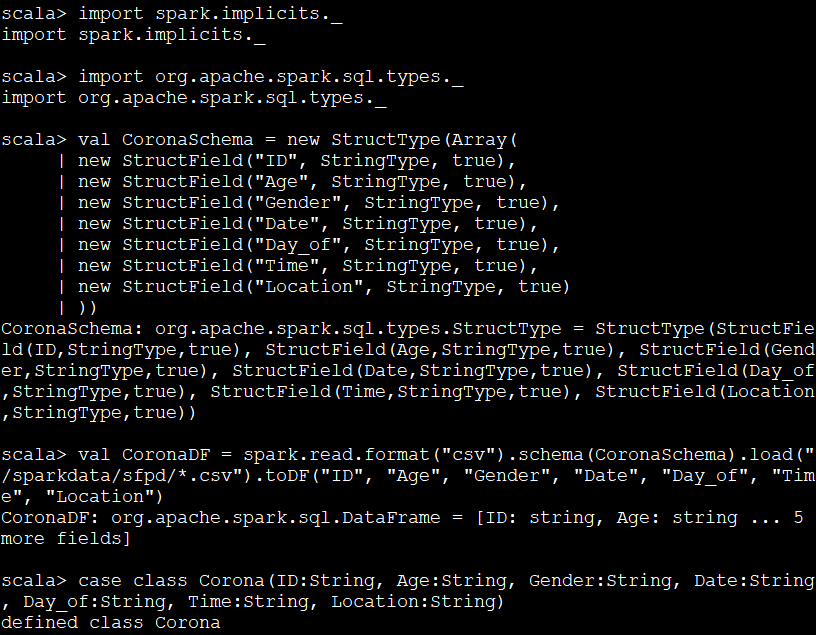 scala> import spark.implicits._
import spark.implicits._
scala> import org.apache.spark.sql.types._
import org.apache.spark.sql.types._
scala> val CoronaSchema = new StructType(Array(
     | new StructField("ID", StringType, true),
     | new StructField("Age", StringType, true),
     | new StructField("Gender", StringType, true),
     | new StructField("Date", StringType, true),
     | new StructField("Day_of", StringType, true),
     | new StructField("Time", StringType, true),
     | new StructField("Location", StringType, true)
     | ))
CoronaSchema: org.apache.spark.sql.types.StructType = StructType(StructFie
ld(ID,StringType,true), StructField(Age,StringType,true), StructField(Gend
er,StringType,true), StructField(Date,StringType,true), StructField(Day_of
,StringType,true), StructField(Time,StringType,true), StructField(Location
,StringType,true))
scala> val CoronaDF = spark.read.format("csv").schema(CoronaSchema).load("
/sparkdata/sfpd/*.csv").toDF("ID", "Age", "Gender", "Date", "Day_of", "Tim
e", "Location")
CoronaDF: org.apache.spark.sql.DataFrame = [ID: string, Age: string ... 5
more fields]
scala> case class Corona(ID:String, Age:String, Gender:String, Date:String
, Day_of:String, Time:String, Location:String)
defined class Corona